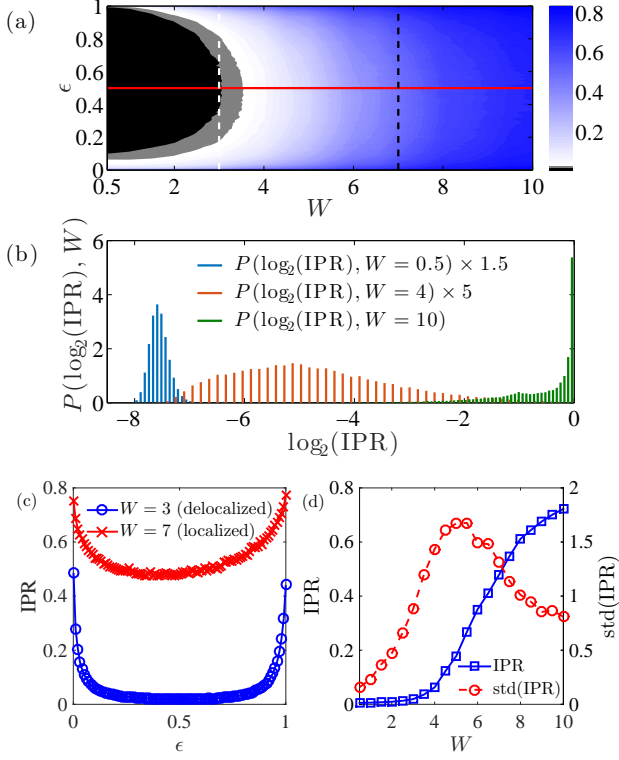 (a)
1
0.8
0.6
0.4
0.2
0
ϵ
0.5 2 4 6 8 10
W
0.8
0.6
0.4
0.2
(b)
6
4
2
0
P(log₂(IPR), W)
P(log₂(IPR), W = 0.5) × 1.5
P(log₂(IPR), W = 4) × 5
P(log₂(IPR), W = 10)
−8 −6 −4 −2 0
log₂(IPR)
(c)
0.8
0.6
0.4
0.2
0
IPR
W = 3 (delocalized)
W = 7 (localized)
0 0.5 1
ϵ
(d)
0.8
0.6
0.4
0.2
0
IPR
IPR
std(IPR)
2
1.5
1
0.5
0
std(IPR)
2 4 6 8 10
W